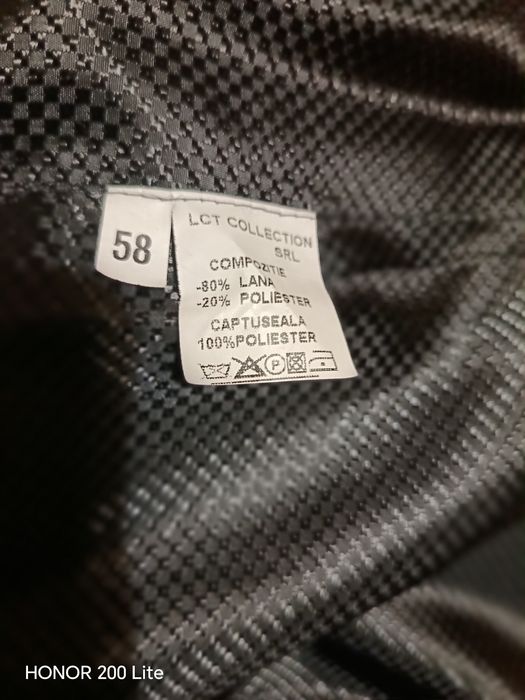 58
LCT COLLECTION
SRL
COMPOZITIE
-80% LANA
-20% POLIESTER
CAPTUSEALA
100%POLIESTER
P
HONOR 200 Lite